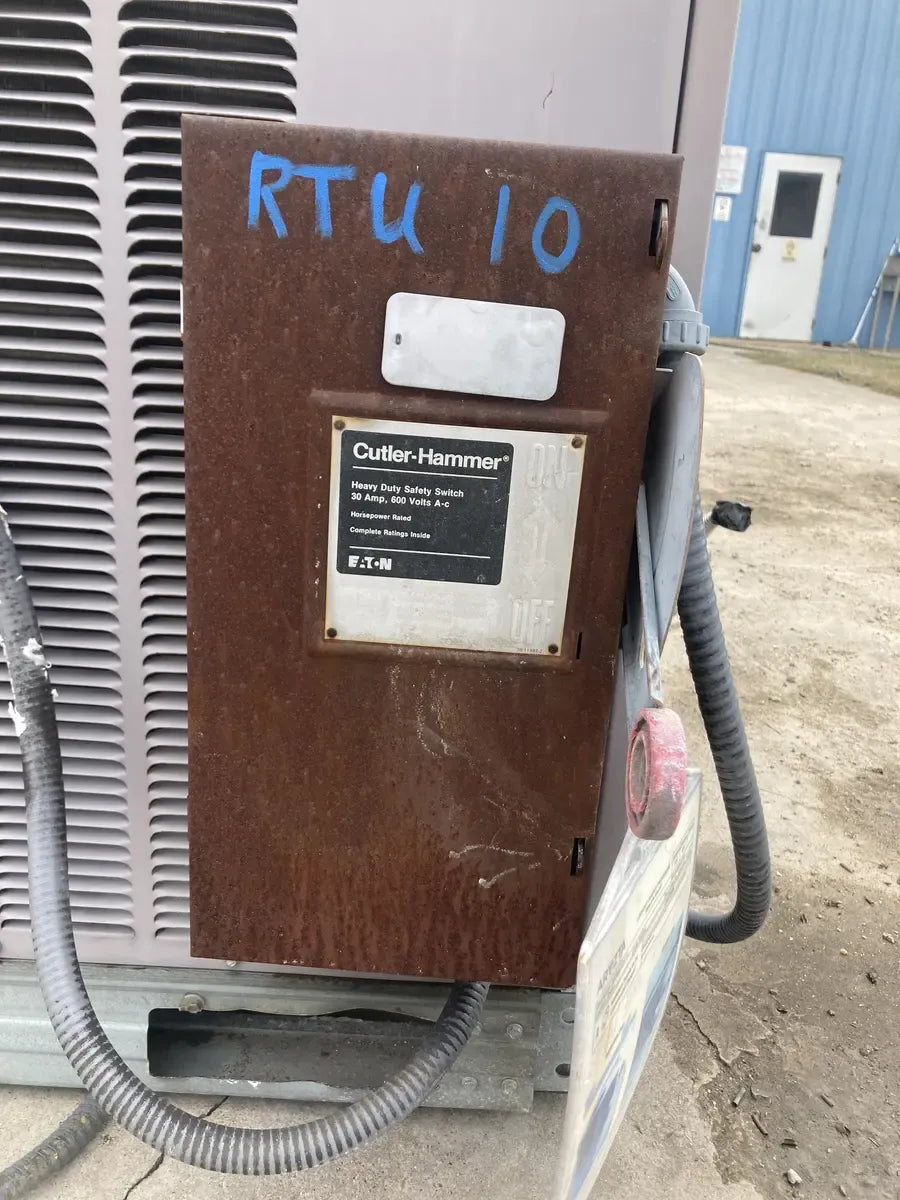 RTU 10
Cutler-Hammer®
Heavy Duty Safety Switch
30 Amp, 600 Volts A-c
Horsepower Rated
Complete Ratings Inside
EATON
ON
OFF